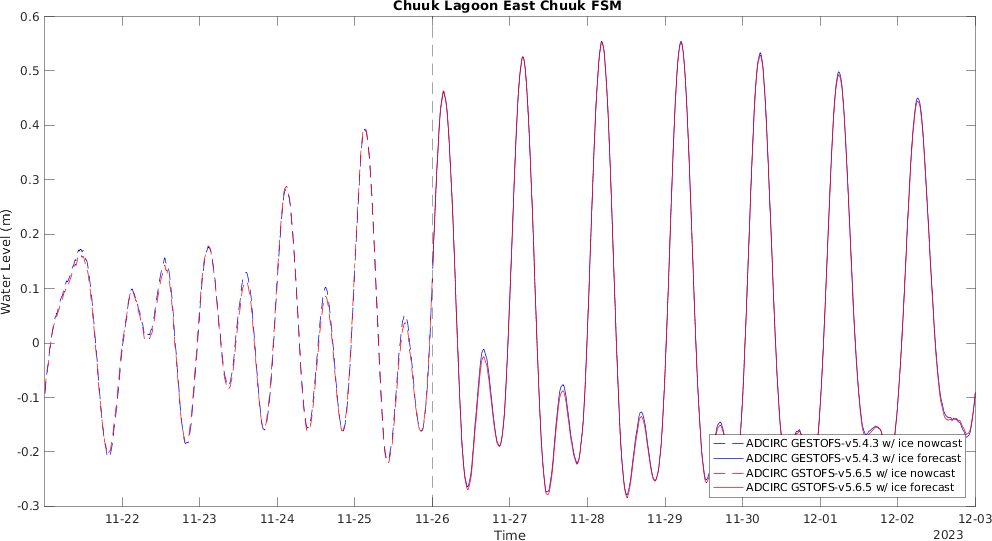 Chuuk Lagoon East Chuuk FSM
0.6
0.5
0.4
0.3
0.2
0.1
0
-0.1
-0.2
-0.3
Water Level (m)
ADCIRC GESTOFS-v5.4.3 w/ ice nowcast
ADCIRC GESTOFS-v5.4.3 w/ ice forecast
ADCIRC GSTOFS-v5.6.5 w/ ice nowcast
ADCIRC GSTOFS-v5.6.5 w/ ice forecast
11-22 11-23 11-24 11-25 11-26 11-27 11-28 11-29 11-30 12-01 12-02 12-03
Time
2023